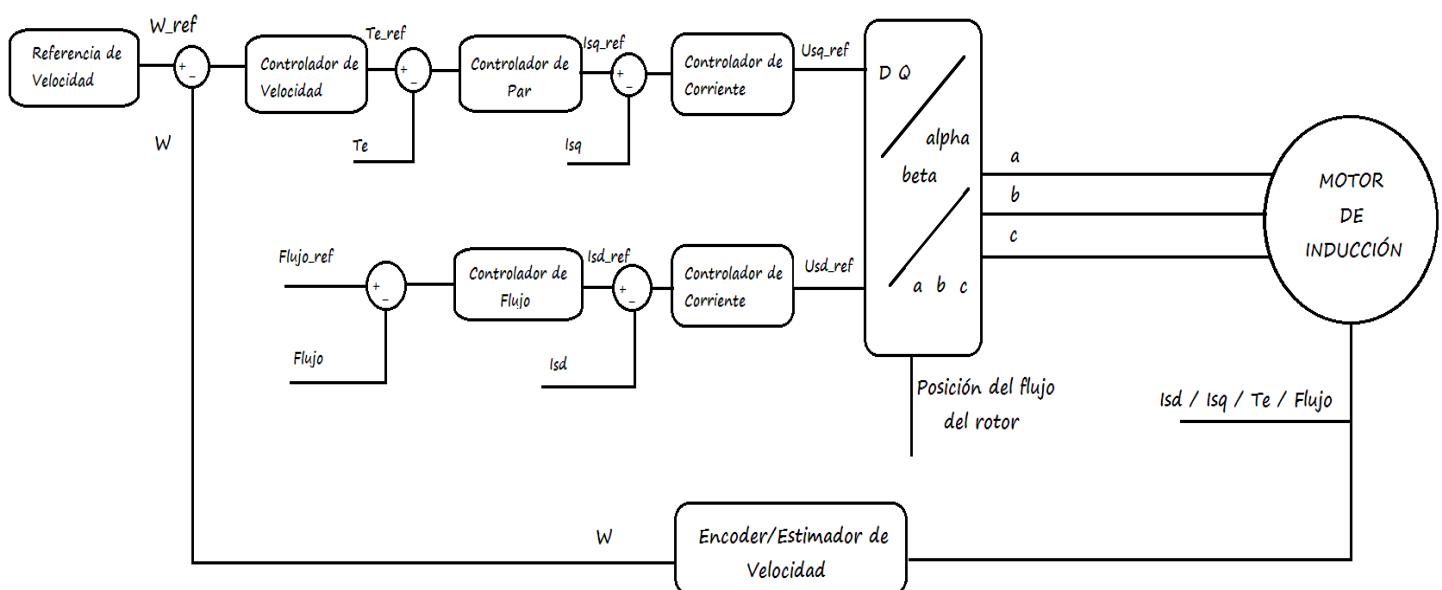 W_ref
Referencia de
Velocidad
+
-
W
Controlador de
Velocidad
Te_ref
+
-
Te
Controlador de
Par
Isq_ref
+
-
Isq
Controlador de
Corriente
Usq_ref
Flujo_ref
+
-
Flujo
Controlador de
Flujo
Isd_ref
+
-
Isd
Controlador de
Corriente
Usd_ref
D Q
alpha
beta
a b c
a
b
c
MOTOR
DE
INDUCCIÓN
Posición del flujo
del rotor
Isd / Isq / Te / Flujo
W
Encoder/Estimador de
Velocidad